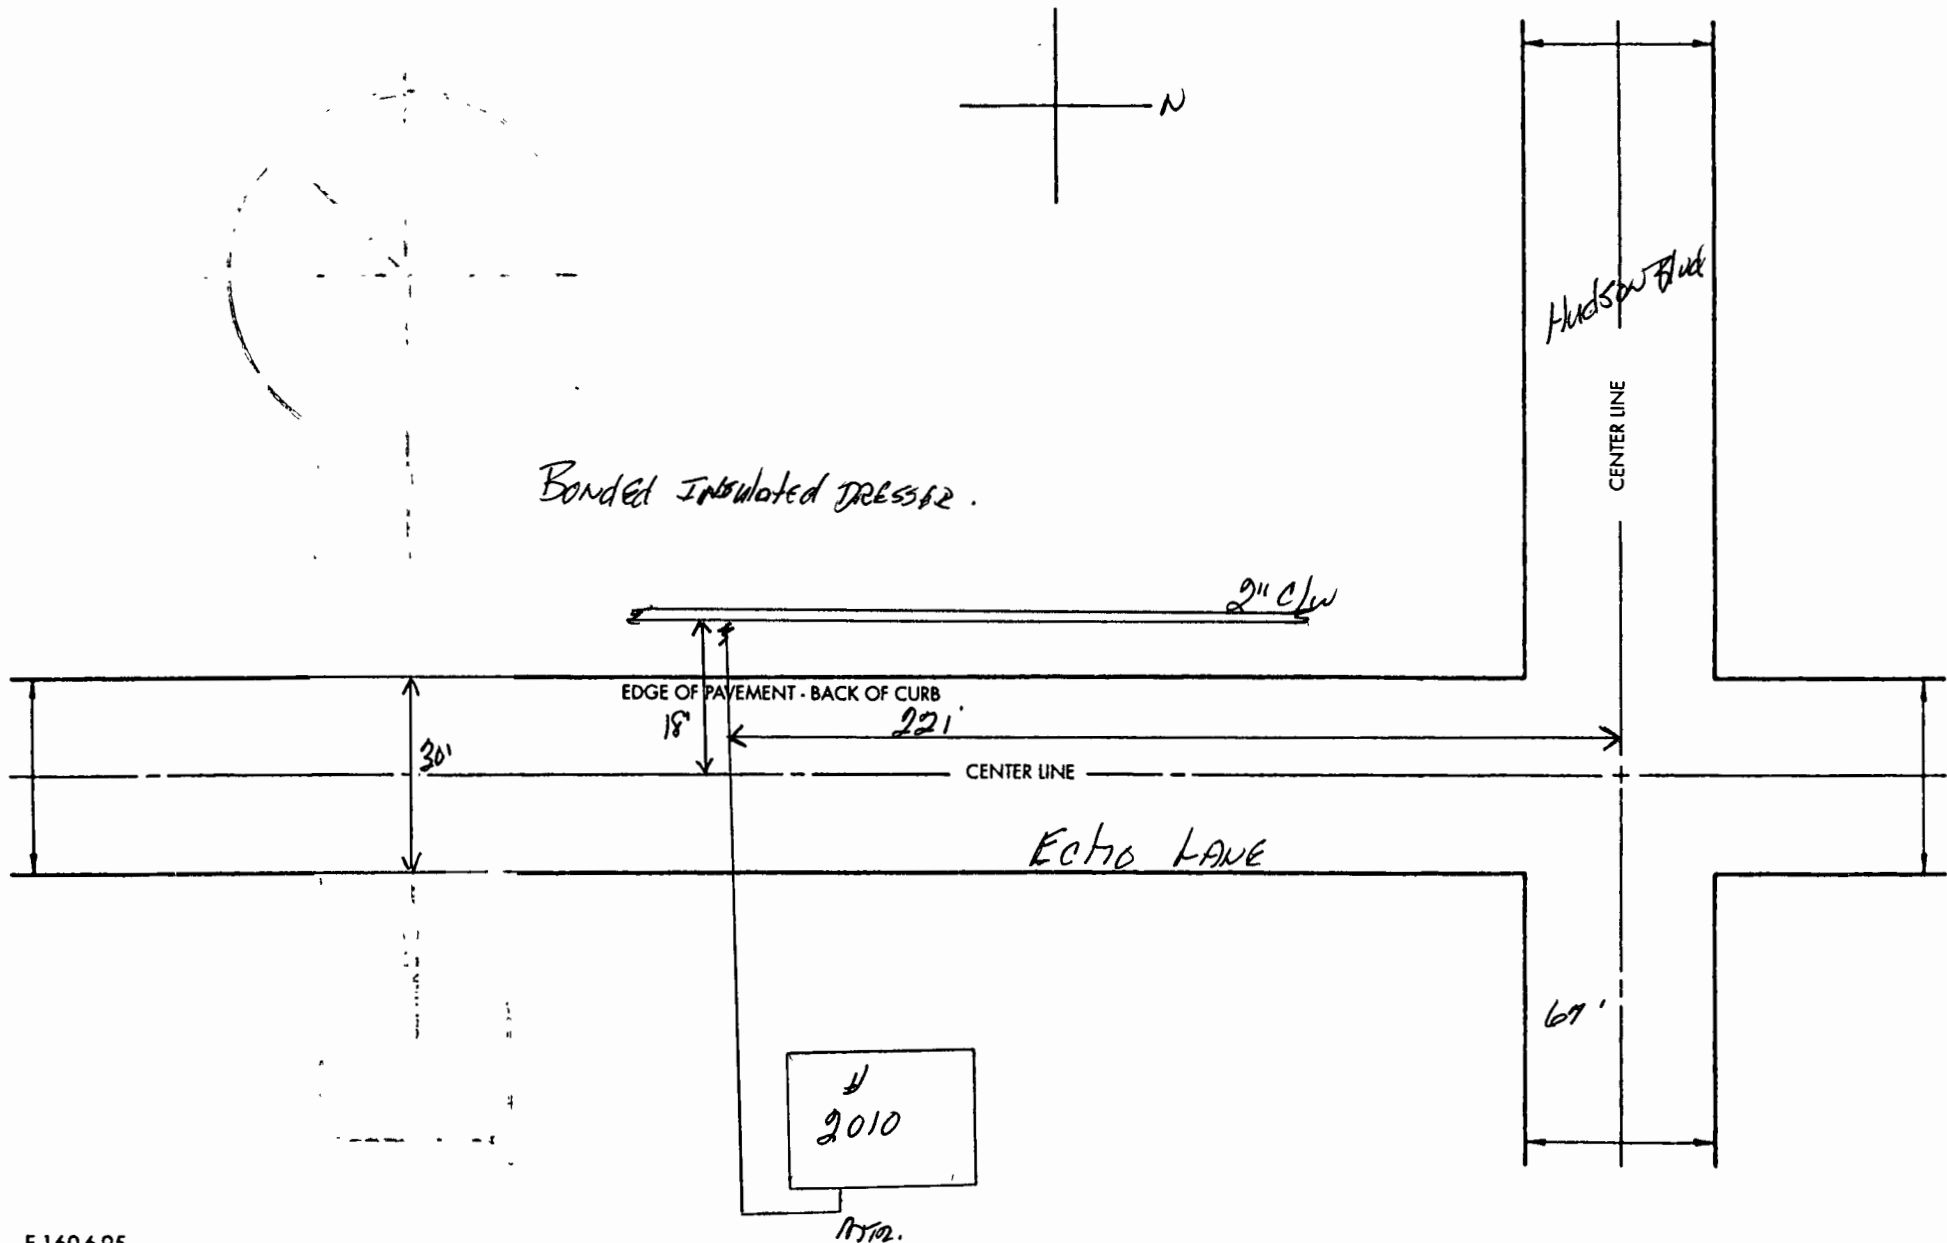 N
Hudson Blvd
CENTER LINE
Bonded Insulated DRESSER.
2" C/W
EDGE OF PAVEMENT - BACK OF CURB
18'
221'
30'
CENTER LINE
Echo LANE
67'
#
2010
MTR.